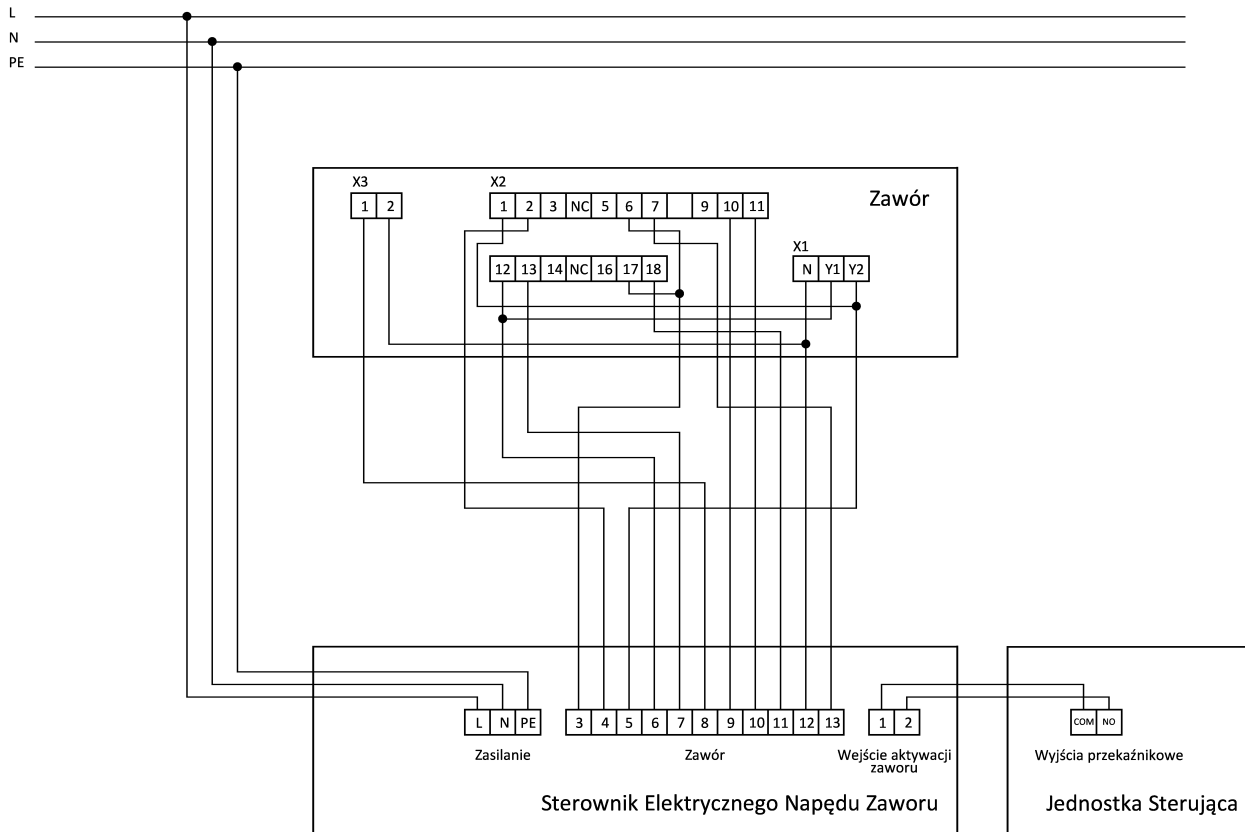 L
N
PE
X3
X2
Zawór
1 2
1 2 3 NC 5 6 7 9 10 11
X1
12 13 14 NC 16 17 18
N Y1 Y2
L N PE
3 4 5 6 7 8 9 10 11 12 13
1 2
COM NO
Zasilanie
Zawór
Wejście aktywacji
zaworu
Wyjścia przekaźnikowe
Sterownik Elektrycznego Napędu Zaworu
Jednostka Sterująca